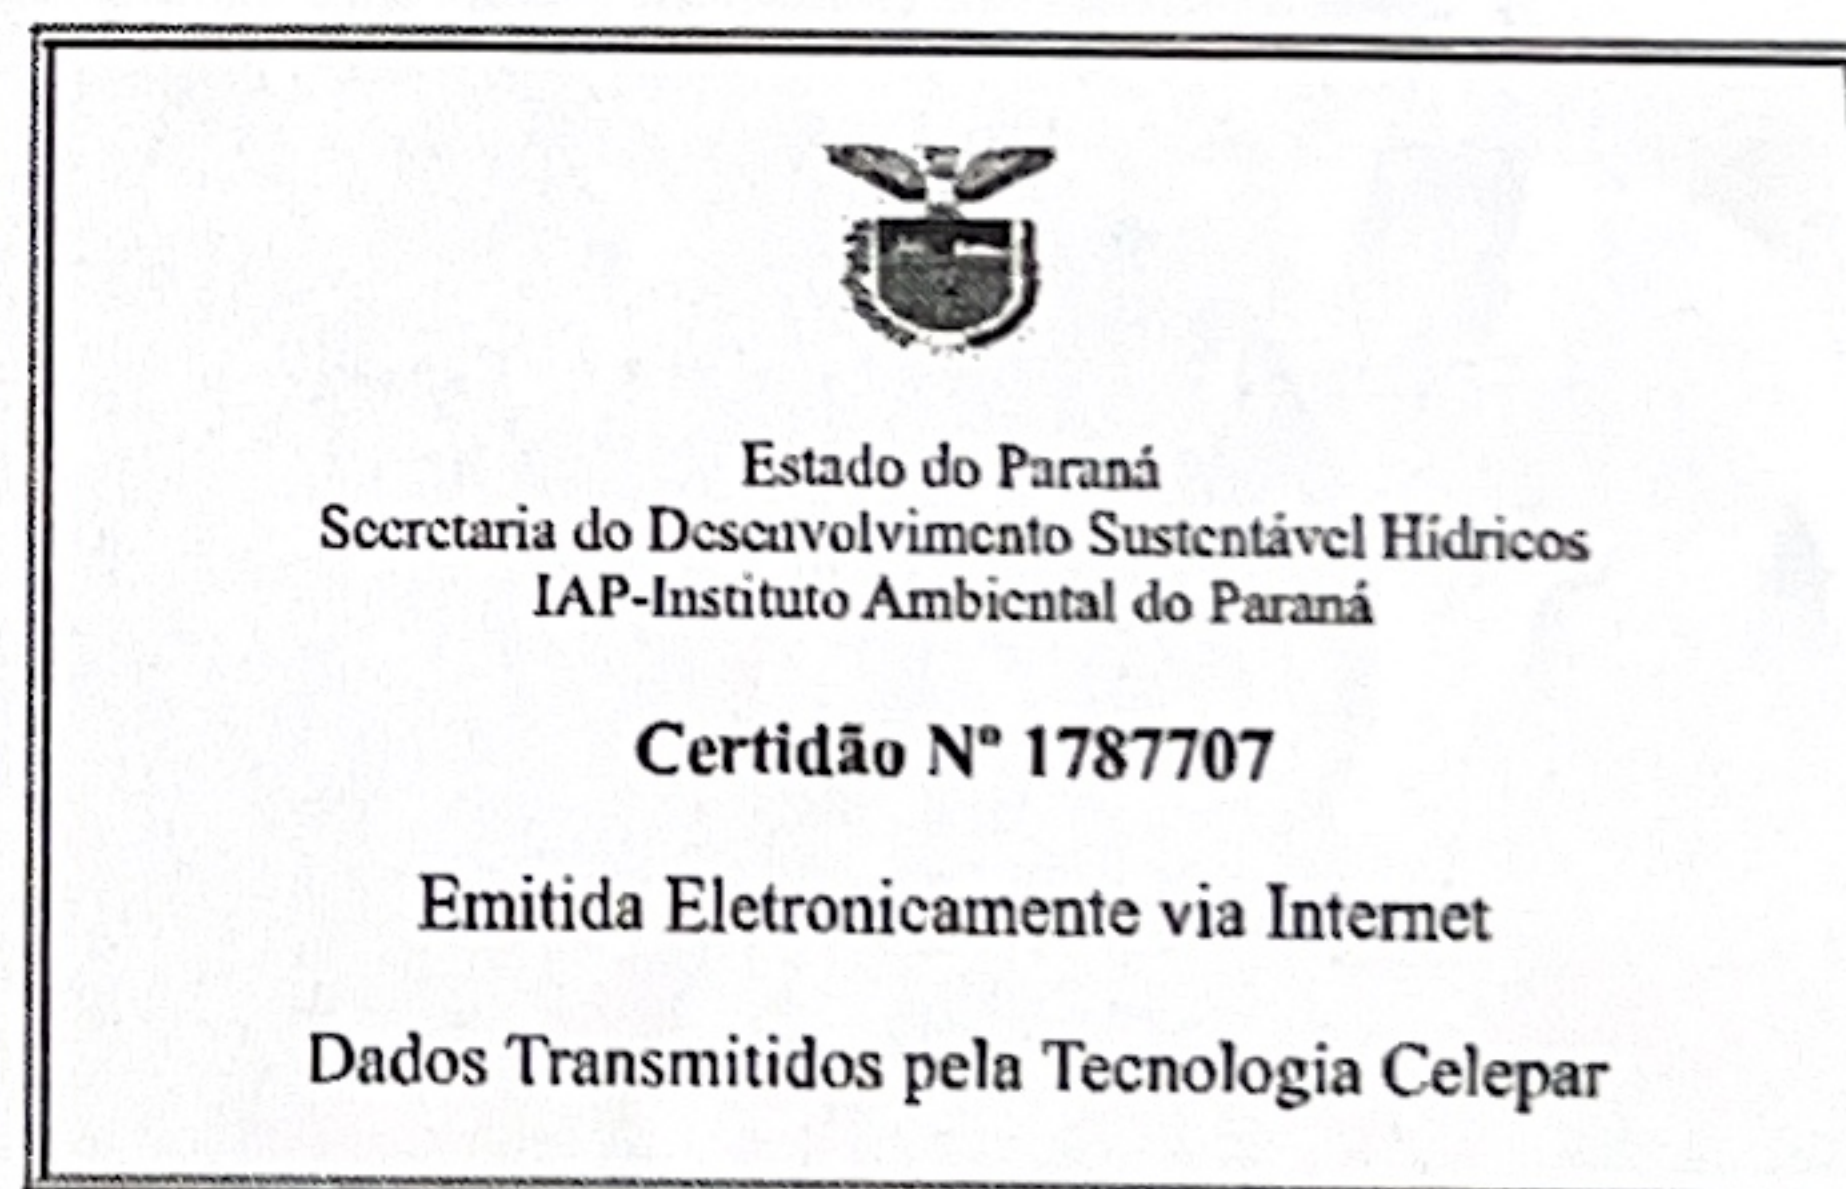 Estado do Paraná
Secretaria do Desenvolvimento Sustentável Hídricos
IAP-Instituto Ambiental do Paraná
Certidão Nº 1787707
Emitida Eletronicamente via Internet
Dados Transmitidos pela Tecnologia Celepar